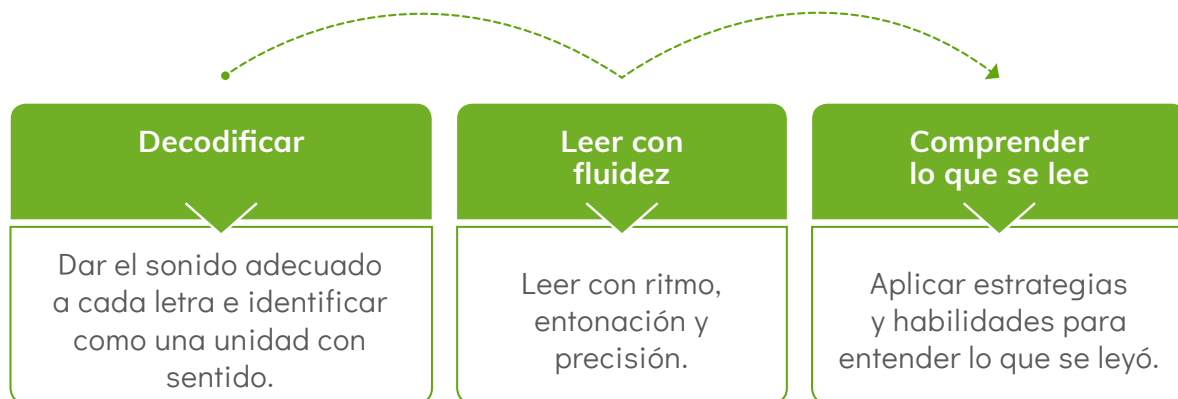 Decodificar
Dar el sonido adecuado
a cada letra e identificar
como una unidad con
sentido.
Leer con
fluidez
Leer con ritmo,
entonación y
precisión.
Comprender
lo que se lee
Aplicar estrategias
y habilidades para
entender lo que se leyó.